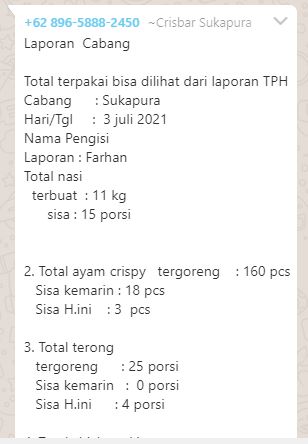 +62 896-5888-2450 ~Crisbar Sukapura
Laporan Cabang
Total terpakai bisa dilihat dari laporan TPH
Cabang : Sukapura
Hari/Tgl : 3 juli 2021
Nama Pengisi
Laporan : Farhan
Total nasi
terbuat : 11 kg
sisa : 15 porsi
2. Total ayam crispy tergoreng : 160 pcs
Sisa kemarin : 18 pcs
Sisa H.ini : 3 pcs
3. Total terong
tergoreng : 25 porsi
Sisa kemarin : 0 porsi
Sisa H.ini : 4 porsi